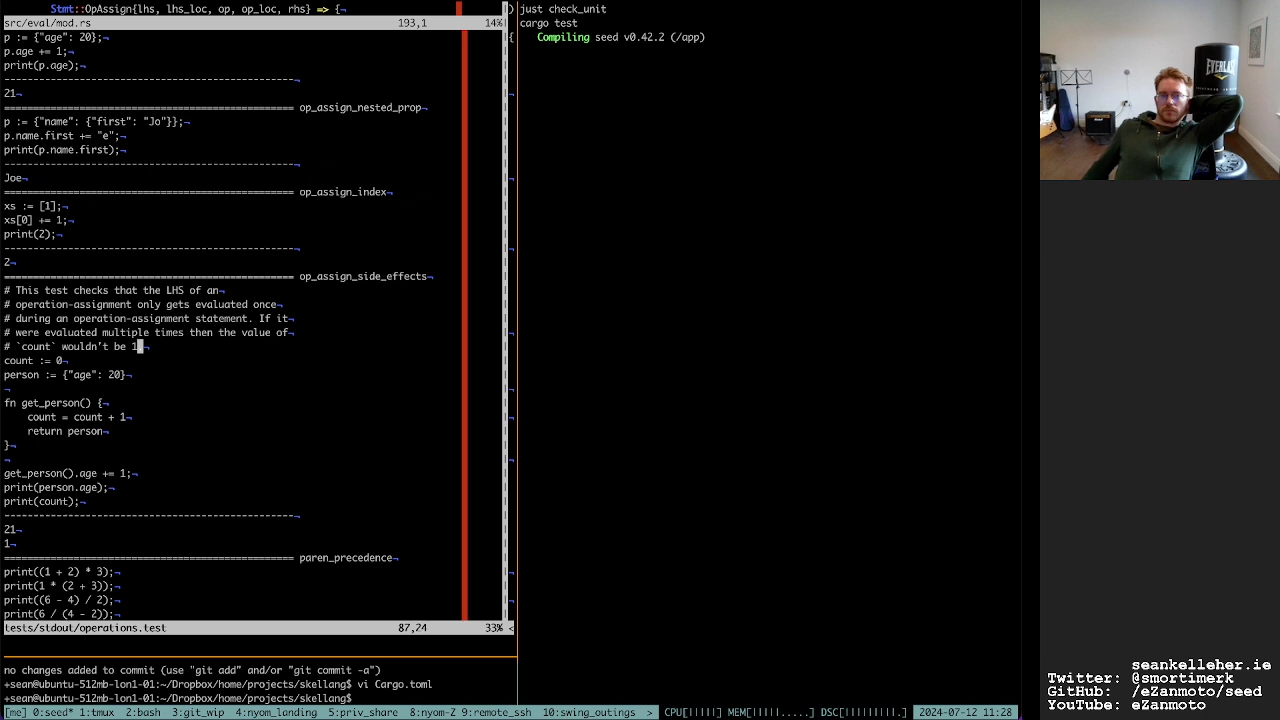 Stmt::OpAssign{lhs, lhs_loc, op, op_loc, rhs} => {¬
src/eval/mod.rs 193,1 14%
p := {"age": 20};¬
p.age += 1;¬
print(p.age);¬
--------------------------------------------------¬
21¬
================================================== op_assign_nested_prop¬
p := {"name": {"first": "Jo"}};¬
p.name.first += "e";¬
print(p.name.first);¬
--------------------------------------------------¬
Joe¬
================================================== op_assign_index¬
xs := [1];¬
xs[0] += 1;¬
print(2);¬
--------------------------------------------------¬
2¬
================================================== op_assign_side_effects¬
# This test checks that the LHS of an¬
# operation-assignment only gets evaluated once¬
# during an operation-assignment statement. If it¬
# were evaluated multiple times then the value of¬
# `count` wouldn't be 1 ¬
count := 0¬
person := {"age": 20}¬
¬
fn get_person() {¬
    count = count + 1¬
    return person¬
}¬
¬
get_person().age += 1;¬
print(person.age);¬
print(count);¬
--------------------------------------------------¬
21¬
1¬
================================================== paren_precedence¬
print((1 + 2) * 3);¬
print(1 * (2 + 3));¬
print((6 - 4) / 2);¬
print(6 / (4 - 2));¬
tests/stdout/operations.test 87,24 33% <
no changes added to commit (use "git add" and/or "git commit -a")
+sean@ubuntu-512mb-lon1-01:~/Dropbox/home/projects/skellang$ vi Cargo.toml
+sean@ubuntu-512mb-lon1-01:~/Dropbox/home/projects/skellang$
just check_unit
cargo test
   Compiling seed v0.42.2 (/app)
EVERLAST
Twitter: @smortimerk
seankelleher.ie
GitHub: /ezanmoto/seed
YouTube:
[me] 0:seed* 1:tmux 2:bash 3:git_wip 4:nyom_landing 5:priv_share 8:nyom-Z 9:remote_ssh 10:swing_outings > CPU[|||||] MEM[|||||.....] DSC[|||||||||.] 2024-07-12 11:28